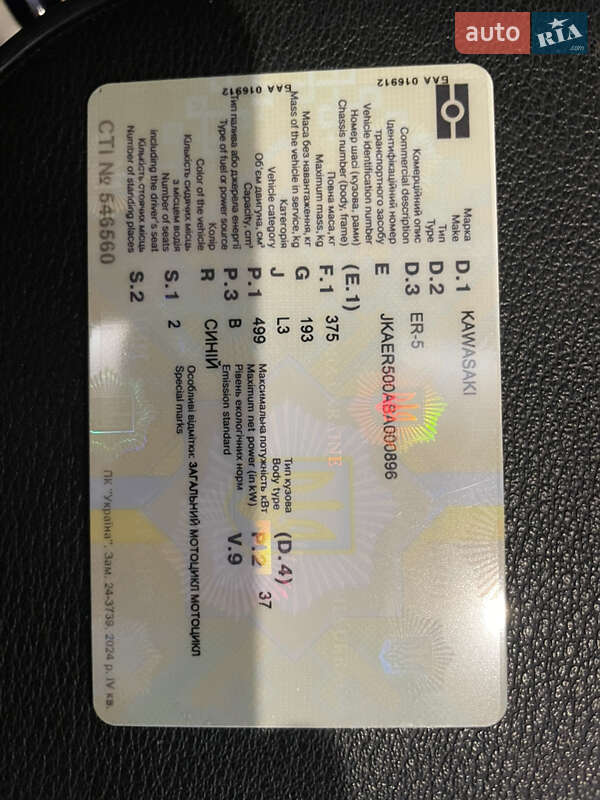 auto RIA .com
БАА 016912
БАА 016912
Марка
Make D.1 KAWASAKI
Тип
Type D.2
Комерційний опис
Commercial description D.3 ER-5
Ідентифікаційний номер
транспортного засобу
Vehicle identification number E JKAER500ABA000896
Номер шасі (кузова, рами)
Chassis number (body, frame) (E.1)
Повна маса, кг
Maximum mass, kg F.1 375
Маса без навантаження, кг
Mass of the vehicle in service, kg G 193
Категорія
Vehicle category J L3
Тип кузова
Body type (D.4)
Об'єм двигуна, см³
Capacity, cm³ P.1 499
Максимальна потужність кВт
Maximum net power (in kW) P.2 37
Тип палива або джерела енергії
Type of fuel or power source P.3 B
Рівень екологічних норм
Emission standard V.9
Колір
Color of the vehicle R СИНІЙ
Кількість сидячих місць
з місцем водія
Number of seats
including the driver's seat S.1 2
Особливі відмітки: ЗАГАЛЬНИЙ МОТОЦИКЛ МОТОЦИКЛ
Special marks
Кількість стоячих місць
Number of standing places S.2
СТІ № 546560
ПК "Україна", Зам. 24-3739, 2024 р. IV кв.